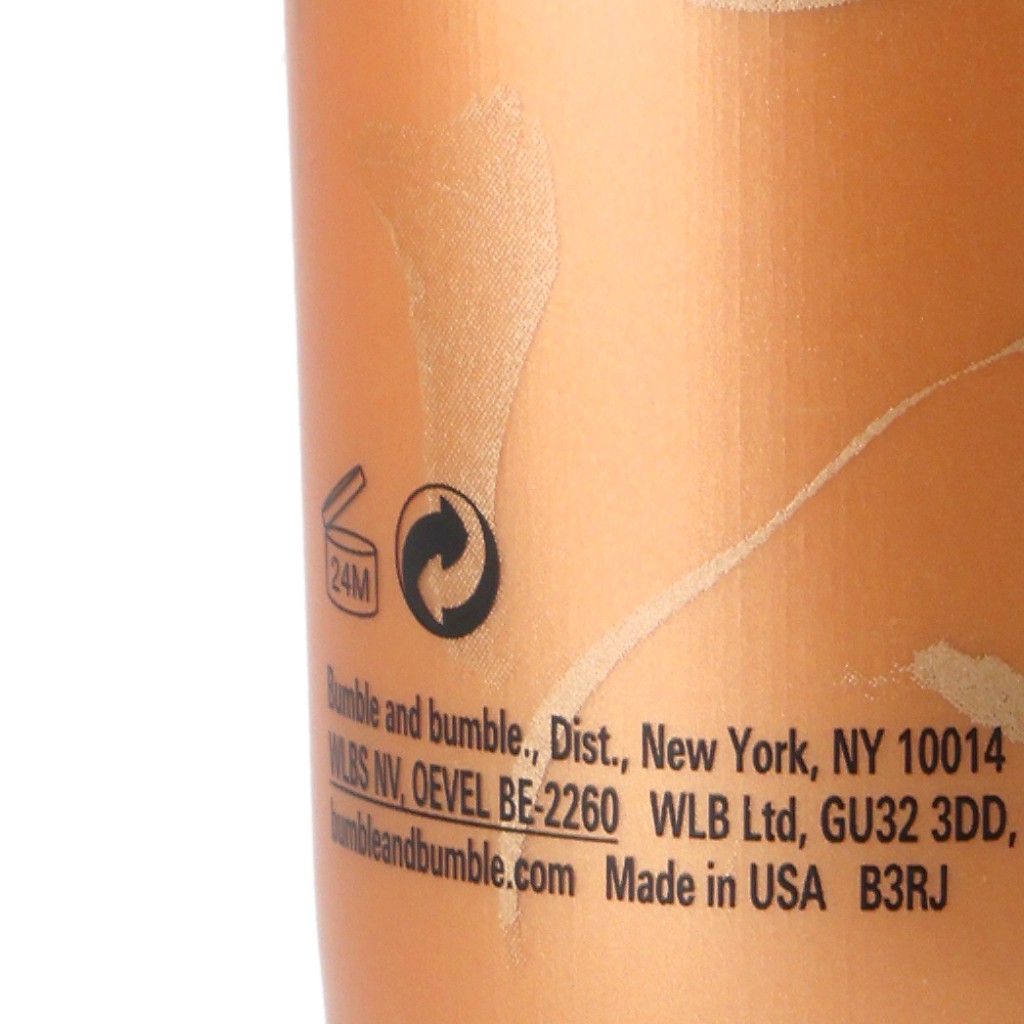 24M
Bumble and bumble., Dist., New York, NY 10014
WLBS NV, OEVEL BE-2260 WLB Ltd, GU32 3DD,
bumbleandbumble.com Made in USA B3RJ